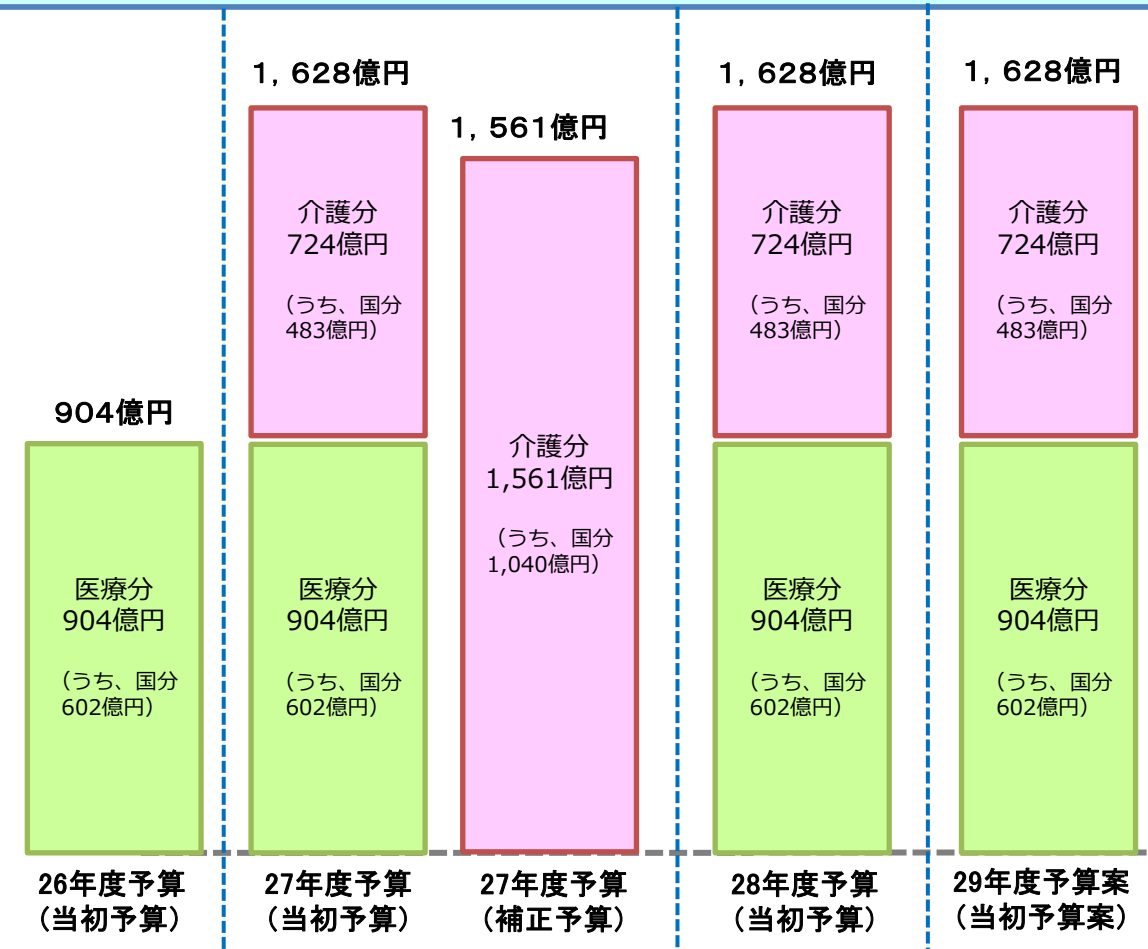 904億円
医療分
904億円
（うち、国分
602億円）
26年度予算
（当初予算）
1，628億円
介護分
724億円
（うち、国分
483億円）
医療分
904億円
（うち、国分
602億円）
27年度予算
（当初予算）
1，561億円
介護分
1,561億円
（うち、国分
1,040億円）
27年度予算
（補正予算）
1，628億円
介護分
724億円
（うち、国分
483億円）
医療分
904億円
（うち、国分
602億円）
28年度予算
（当初予算）
1，628億円
介護分
724億円
（うち、国分
483億円）
医療分
904億円
（うち、国分
602億円）
29年度予算案
（当初予算案）